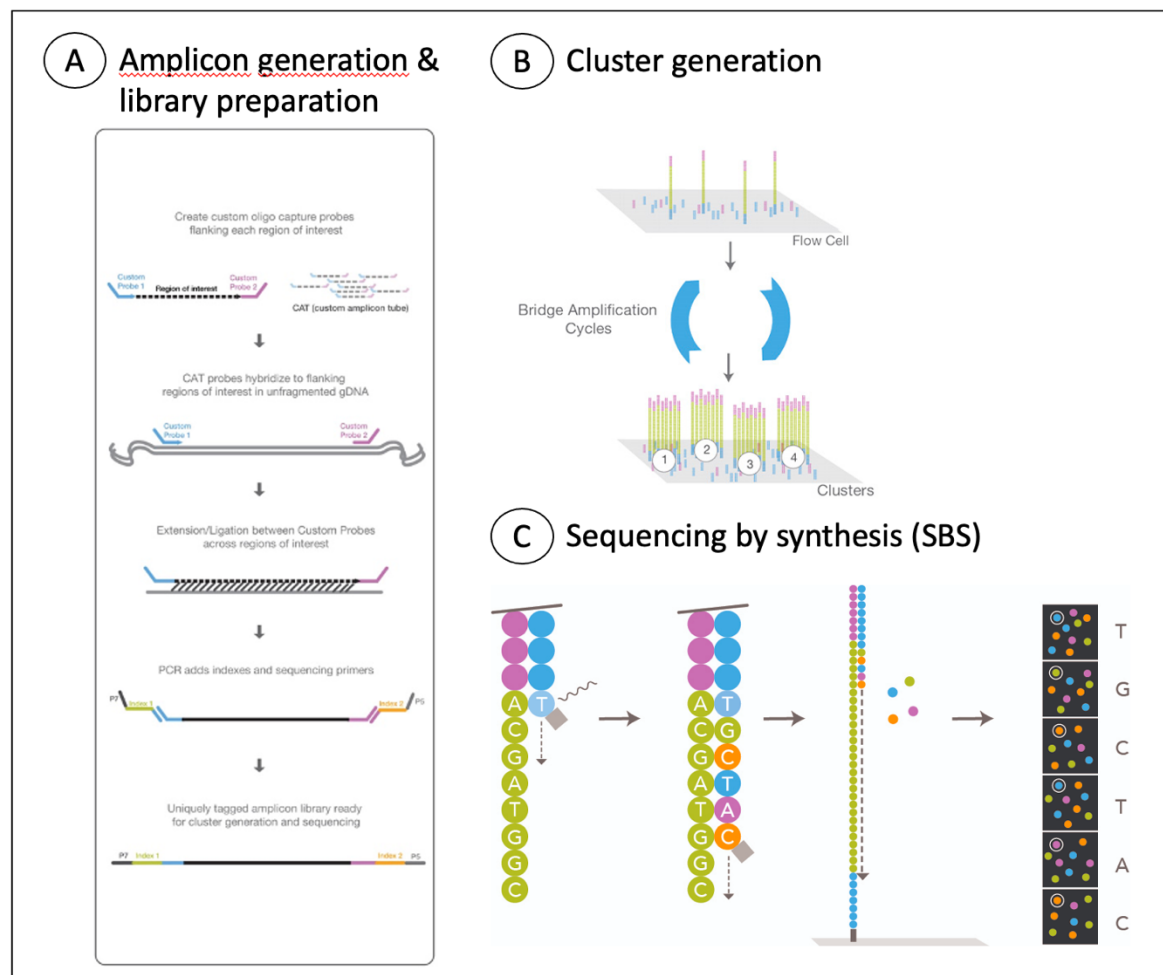 A
Amplicon generation &
library preparation
Create custom oligo capture probes
flanking each region of interest
Custom
Probe 1
Region of interest
Custom
Probe 2
CAT (custom amplicon tube)
CAT probes hybridize to flanking
regions of interest in unfragmented gDNA
Custom
Probe 1
Custom
Probe 2
Extension/Ligation between Custom Probes
across regions of interest
PCR adds indexes and sequencing primers
P7
Index 1
Index 2
P5
Uniquely tagged amplicon library ready
for cluster generation and sequencing
P7
Index 1
Index 2
P5
B
Cluster generation
Flow Cell
Bridge Amplification
Cycles
1
2
3
4
Clusters
C
Sequencing by synthesis (SBS)
A T
C
G
A
T
G
G
C
A T
C G
G C
A T
T A
G C
G
C
T
G
C
T
A
C